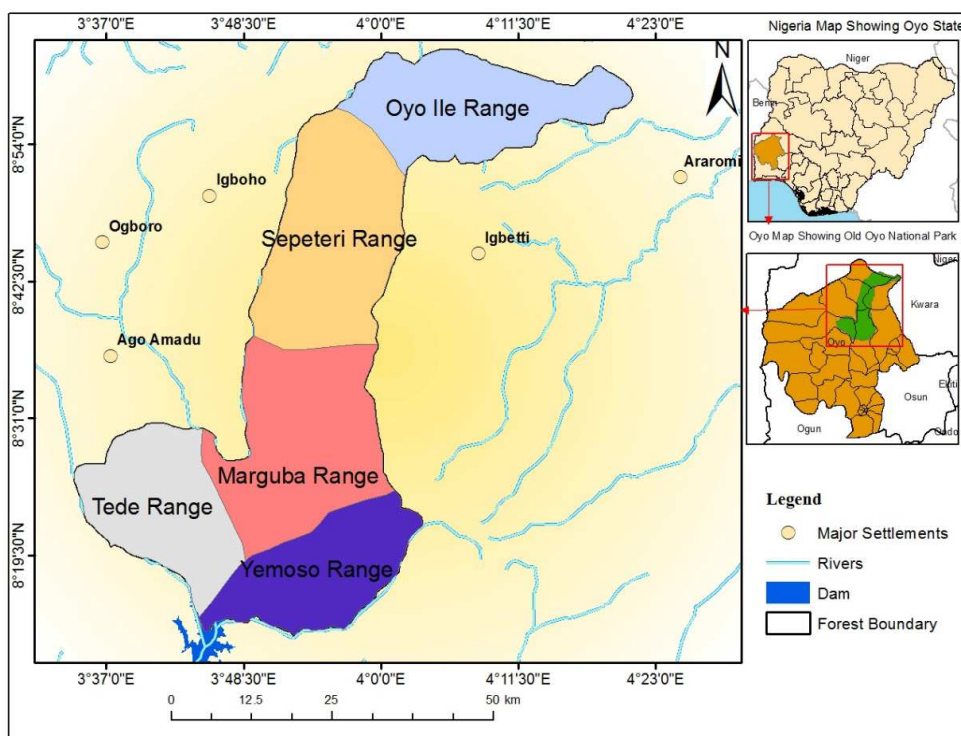 3°37'0"E 3°48'30"E 4°0'0"E 4°11'30"E 4°23'0"E
Nigeria Map Showing Oyo State
N
Niger
Benin
Oyo Ile Range
8°54'0"N
Araromi
Igboho
Ogboro
Sepeteri Range
Igbetti
Oyo Map Showing Old Oyo National Park
Niger
8°42'30"N
Kwara
Ago Amadu
Oyo
Ekiti
Osun
8°31'0"N
Ogun
Ondo
Marguba Range
Tede Range
Legend
Major Settlements
8°19'30"N
Yemoso Range
Rivers
Dam
Forest Boundary
3°37'0"E 3°48'30"E 4°0'0"E 4°11'30"E 4°23'0"E
0 12.5 25 50 km